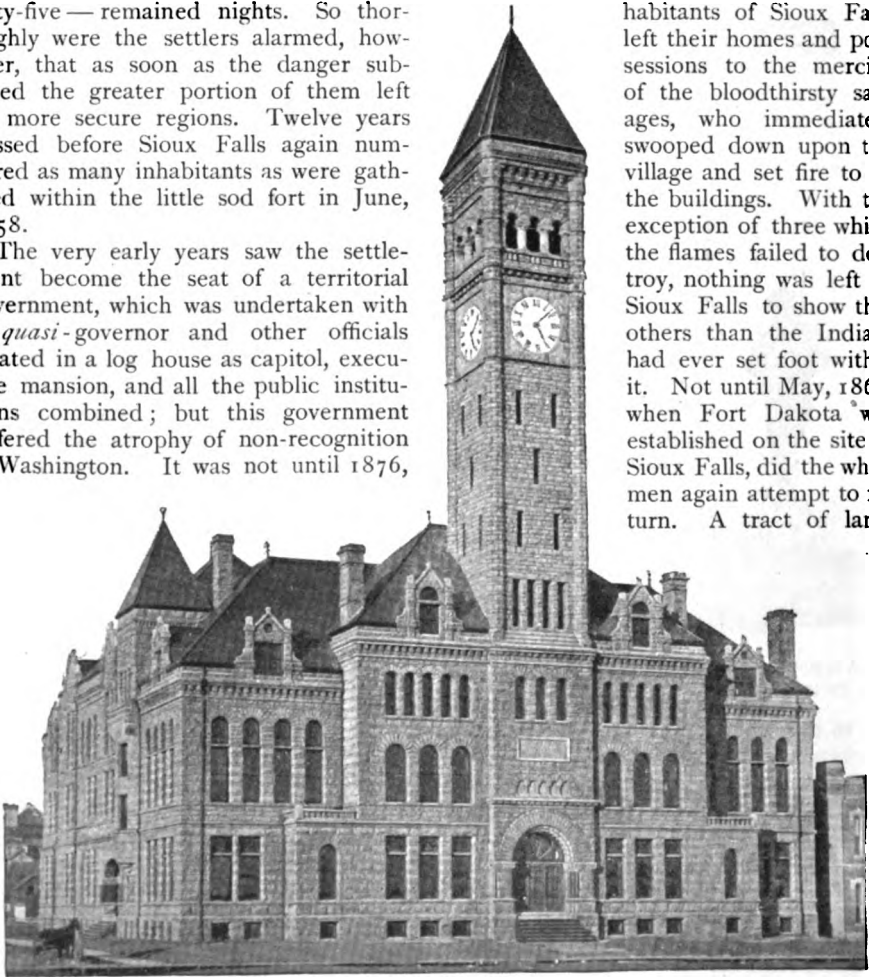 ty-five — remained nights. So thor-
ghly were the settlers alarmed, how-
er, that as soon as the danger sub-
ed the greater portion of them left
more secure regions. Twelve years
ssed before Sioux Falls again num-
red as many inhabitants as were gath-
ed within the little sod fort in June,
58.
The very early years saw the settle-
nt become the seat of a territorial
vernment, which was undertaken with
quasi-governor and other officials
ated in a log house as capitol, execu-
e mansion, and all the public institu-
ns combined; but this government
fered the atrophy of non-recognition
Washington. It was not until 1876,
habitants of Sioux Fa
left their homes and po
sessions to the merci
of the bloodthirsty sa
ages, who immediate
swooped down upon t
village and set fire to
the buildings. With t
exception of three whi
the flames failed to de
troy, nothing was left
Sioux Falls to show th
others than the India
had ever set foot with
it. Not until May, 186
when Fort Dakota w
established on the site
Sioux Falls, did the wh
men again attempt to
turn. A tract of lan